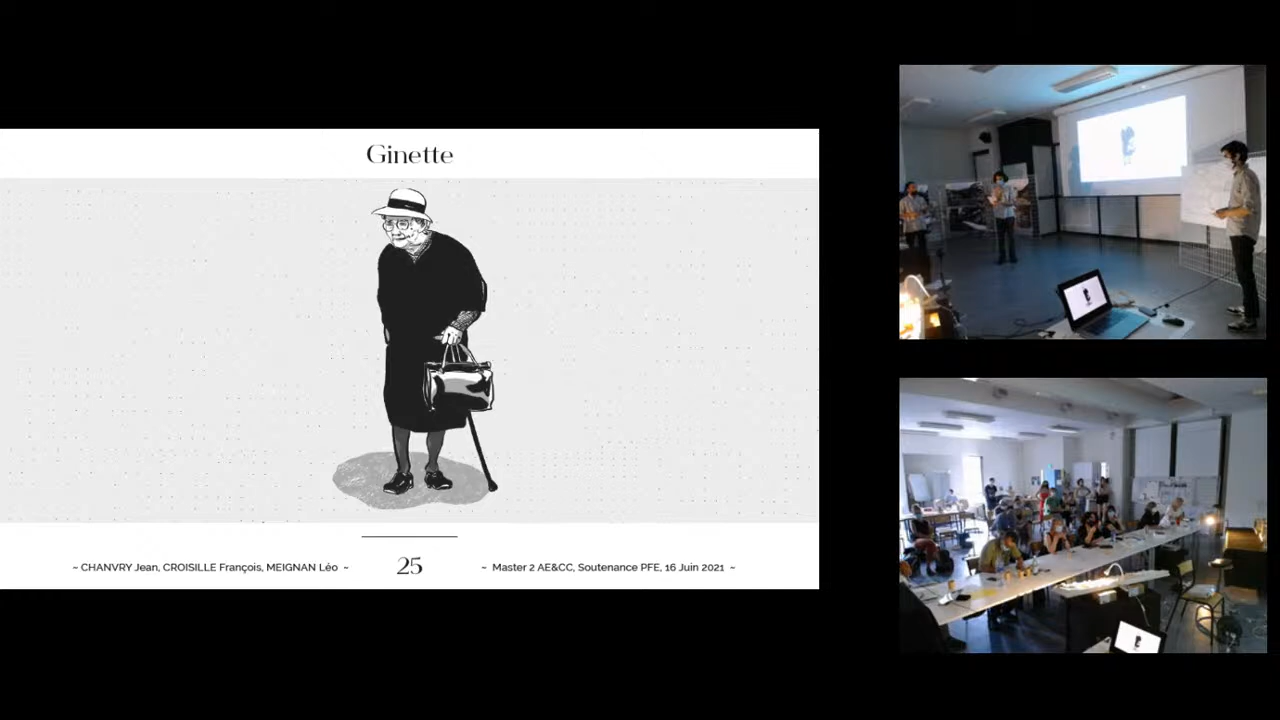 Ginette
~ CHANVRY Jean, CROISILLE François, MEIGNAN Léo ~
25
~ Master 2 AE&CC, Soutenance PFE, 16 Juin 2021 ~